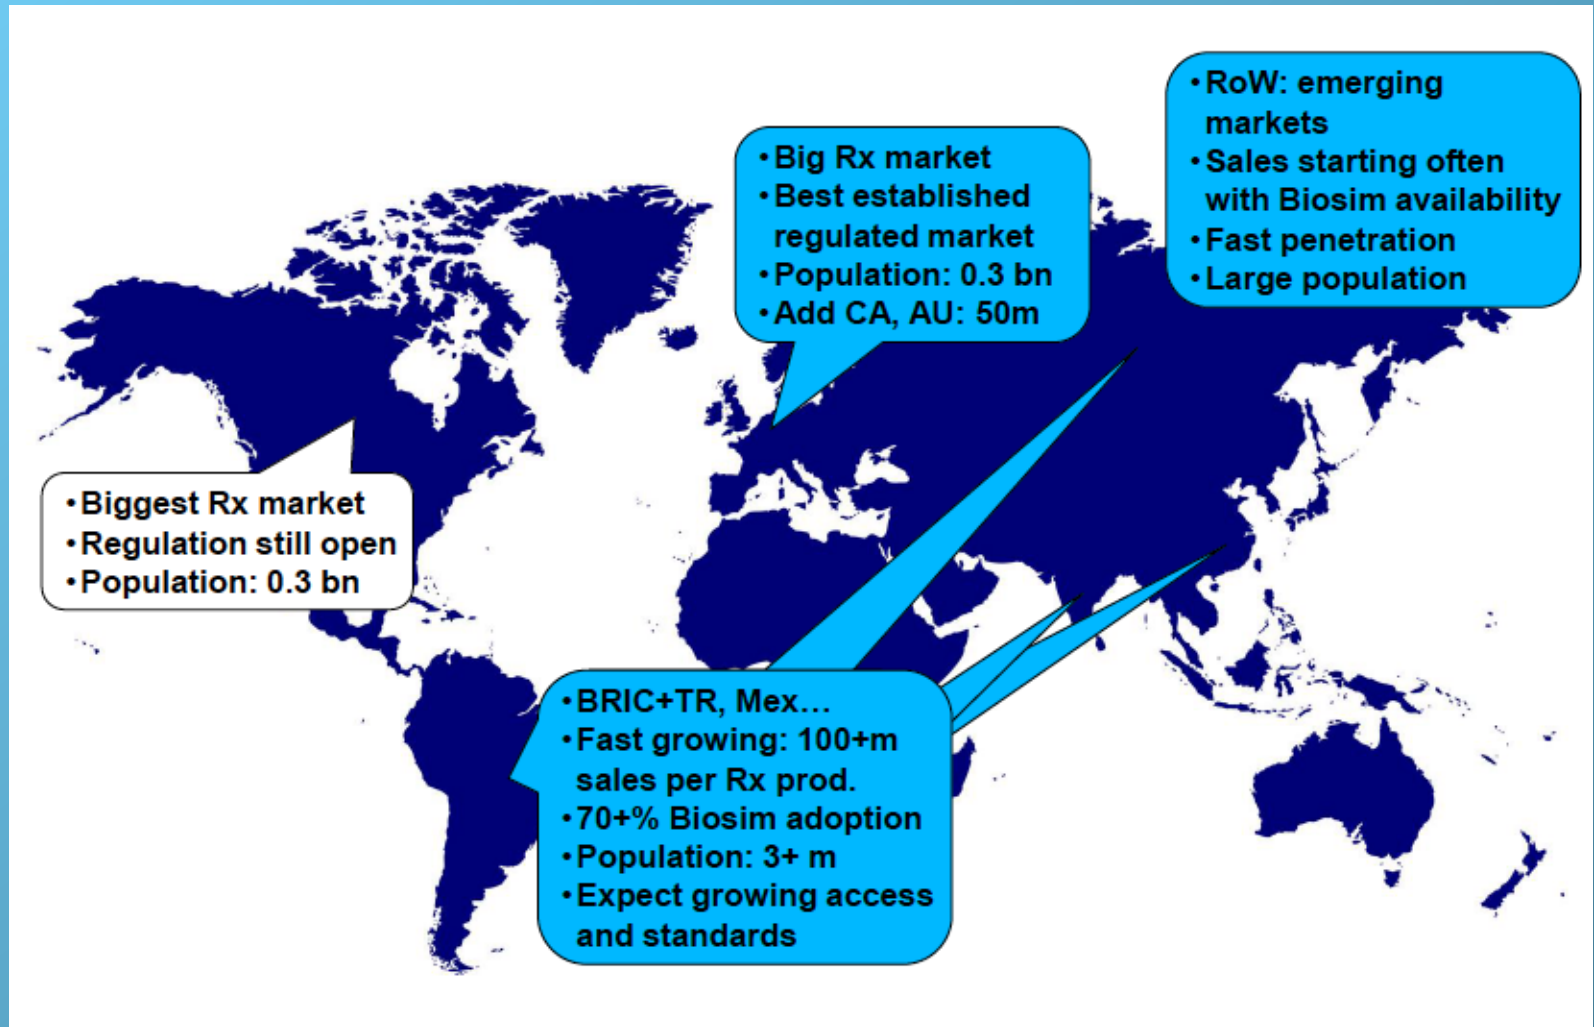 • RoW: emerging
markets
• Sales starting often
with Biosim availability
• Fast penetration
• Large population
• Big Rx market
• Best established
regulated market
• Population: 0.3 bn
• Add CA, AU: 50m
• Biggest Rx market
• Regulation still open
• Population: 0.3 bn
• BRIC+TR, Mex…
• Fast growing: 100+m
sales per Rx prod.
• 70+% Biosim adoption
• Population: 3+ m
• Expect growing access
and standards